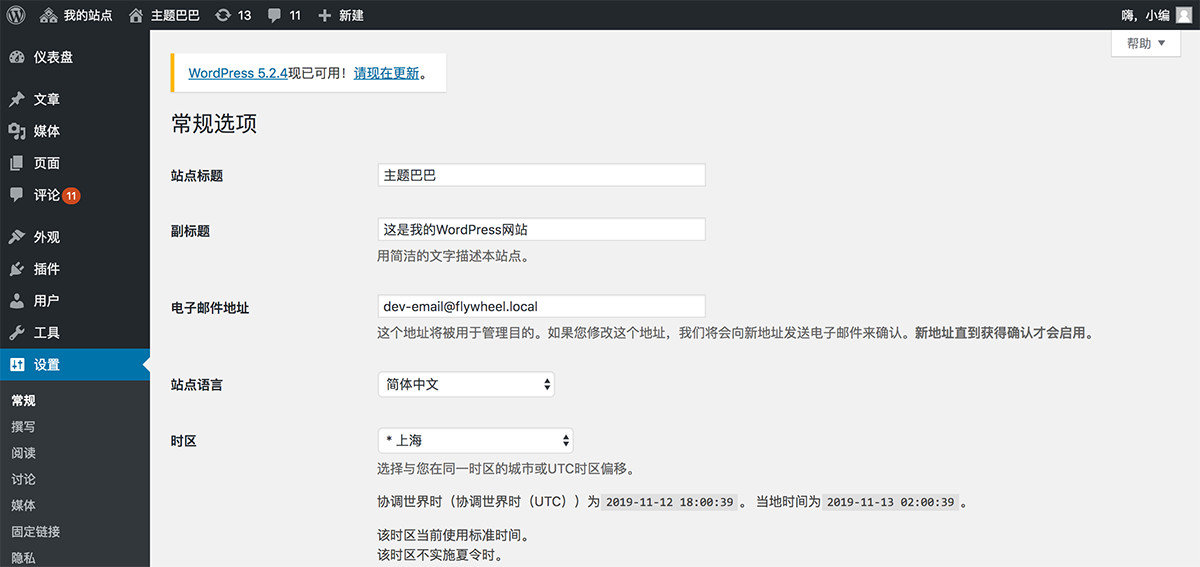 我的站点 主题巴巴 13 11 新建 嗨，小编
帮助
仪表盘
文章
媒体
页面
评论 11
外观
插件
用户
工具
设置
常规
撰写
阅读
讨论
媒体
固定链接
隐私
WordPress 5.2.4现已可用！请现在更新。
常规选项
站点标题 主题巴巴
副标题 这是我的WordPress网站
用简洁的文字描述本站点。
电子邮件地址 dev-email@flywheel.local
这个地址将被用于管理目的。如果您修改这个地址，我们将会向新地址发送电子邮件来确认。新地址直到获得确认才会启用。
站点语言 简体中文
时区 * 上海
选择与您在同一时区的城市或UTC时区偏移。
协调世界时（协调世界时（UTC））为 2019-11-12 18:00:39 。 当地时间为 2019-11-13 02:00:39 。
该时区当前使用标准时间。
该时区不实施夏令时。